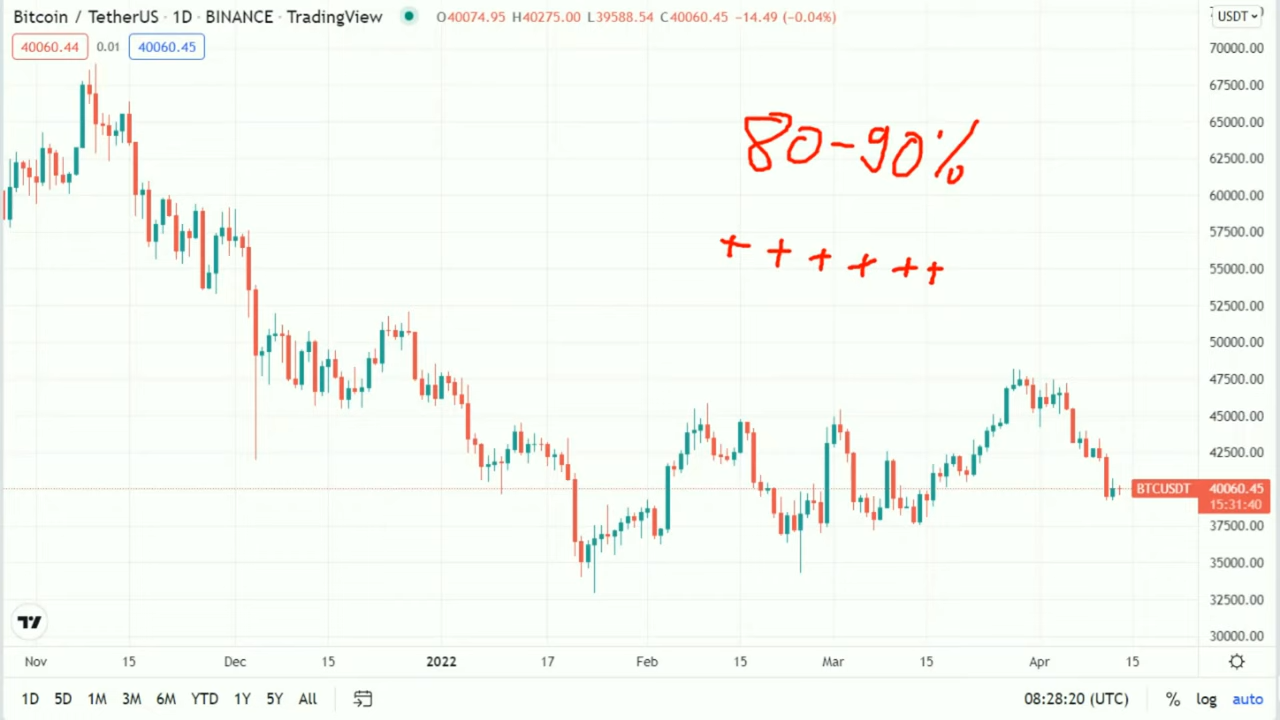 Bitcoin / TetherUS · 1D · BINANCE · TradingView O40074.95 H40275.00 L39588.54 C40060.45 −14.49 (−0.04%)
USDT
40060.44 0.01 40060.45
70000.00
67500.00
65000.00
62500.00
60000.00
57500.00
55000.00
52500.00
50000.00
47500.00
45000.00
42500.00
BTCUSDT 40060.45
15:31:40
37500.00
35000.00
32500.00
30000.00
80-90%
+ + + + + +
Nov 15 Dec 15 2022 17 Feb 15 Mar 15 Apr 15
1D 5D 1M 3M 6M YTD 1Y 5Y All 08:28:20 (UTC) % log auto